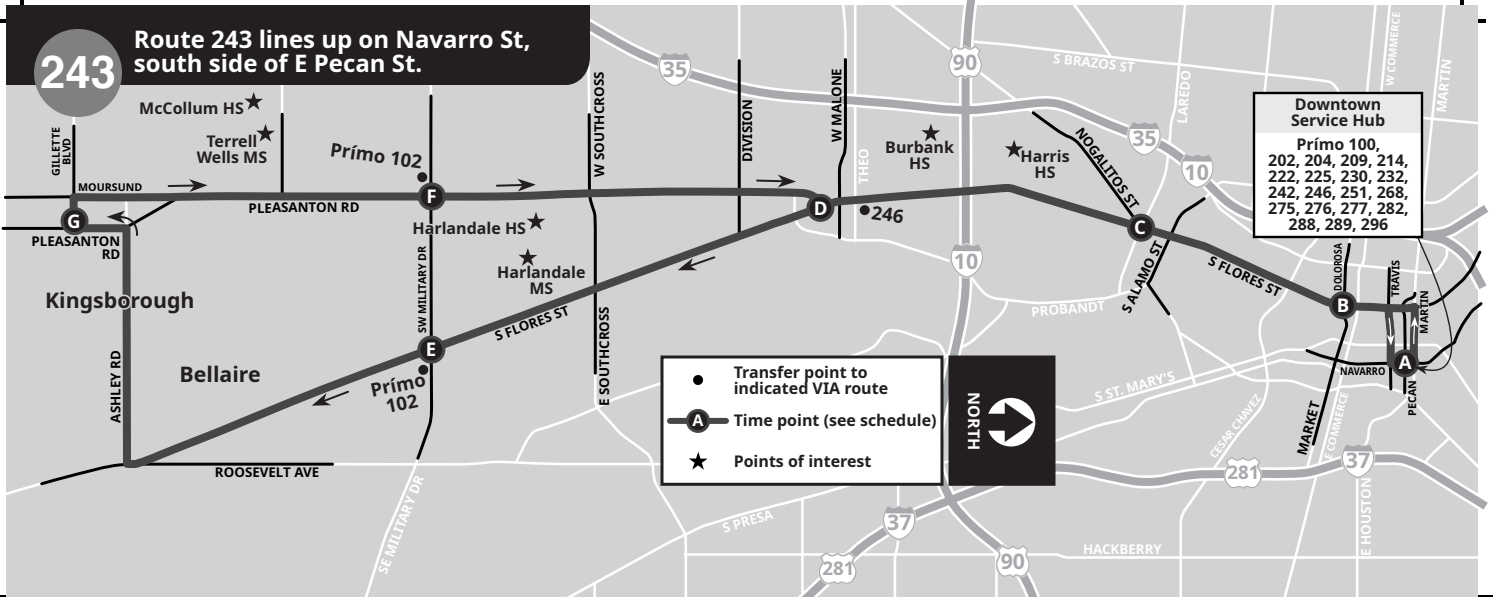 243
Route 243 lines up on Navarro St,
south side of E Pecan St.
McCollum HS
Terrell
Wells MS
GILLETTE
BLVD
MOURSUND
Prímo 102
PLEASANTON RD
F
G
PLEASANTON
RD
Kingsborough
ASHLEY RD
Bellaire
ROOSEVELT AVE
Harlandale HS
Harlandale
MS
SW MILITARY DR
E
Prímo
102
SE MILITARY DR
S FLORES ST
W SOUTHCROSS
E SOUTHCROSS
DIVISION
W MALONE
THEO
D
246
35
90
Burbank
HS
Harris
HS
NOGALITOS ST
S BRAZOS ST
LAREDO
35
10
C
S ALAMO ST
S FLORES ST
10
PROBANDT
W COMMERCE
MARTIN
Downtown
Service Hub
Prímo 100,
202, 204, 209, 214,
222, 225, 230, 232,
242, 246, 251, 268,
275, 276, 277, 282,
288, 289, 296
DOLOROSA
TRAVIS
MARTIN
B
A
NAVARRO
PECAN
MARKET
E COMMERCE
CESAR CHAVEZ
S ST. MARY'S
Transfer point to
indicated VIA route
A
Time point (see schedule)
Points of interest
NORTH
281
37
E HOUSTON
S PRESA
37
281
90
HACKBERRY